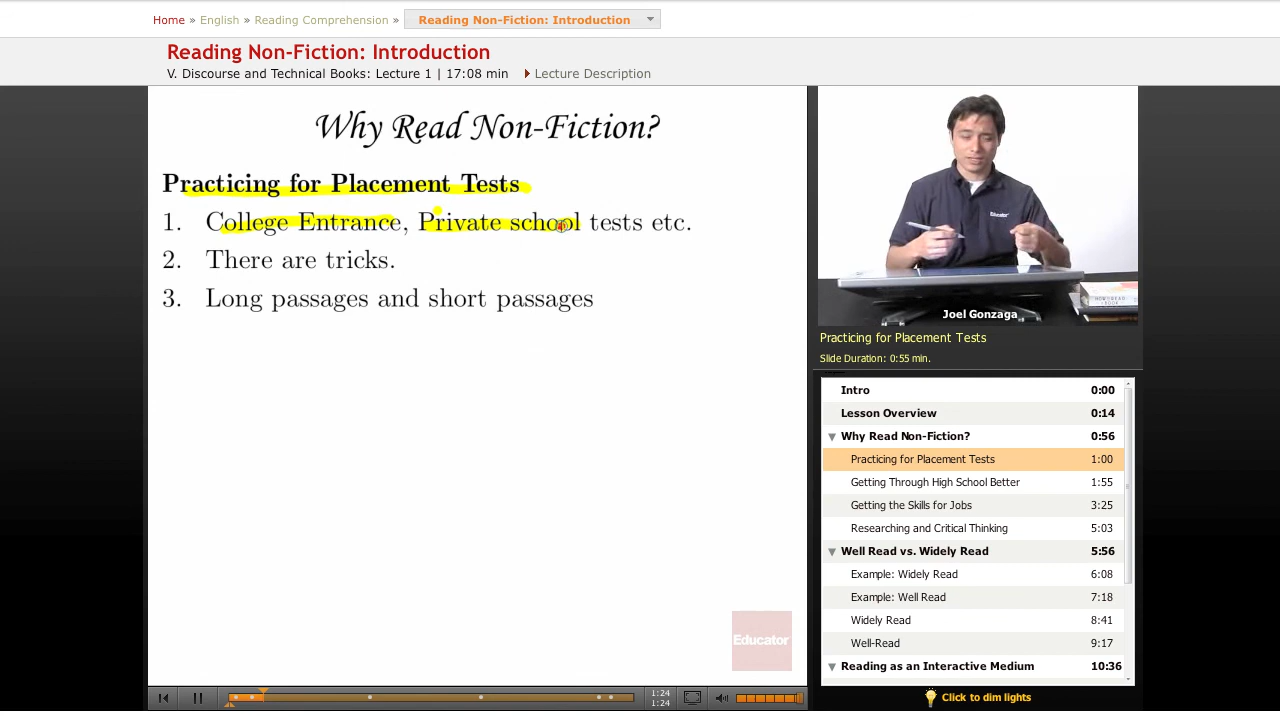 Home » English » Reading Comprehension » Reading Non-Fiction: Introduction
Reading Non-Fiction: Introduction
V. Discourse and Technical Books: Lecture 1 | 17:08 min Lecture Description
Why Read Non-Fiction?
Practicing for Placement Tests
1. College Entrance, Private school tests etc.
2. There are tricks.
3. Long passages and short passages
Educator
Educator
Joel Gonzaga
Practicing for Placement Tests
Slide Duration: 0:55 min.
Intro 0:00
Lesson Overview 0:14
Why Read Non-Fiction? 0:56
Practicing for Placement Tests 1:00
Getting Through High School Better 1:55
Getting the Skills for Jobs 3:25
Researching and Critical Thinking 5:03
Well Read vs. Widely Read 5:56
Example: Widely Read 6:08
Example: Well Read 7:18
Widely Read 8:41
Well-Read 9:17
Reading as an Interactive Medium 10:36
1:24
1:24
Click to dim lights